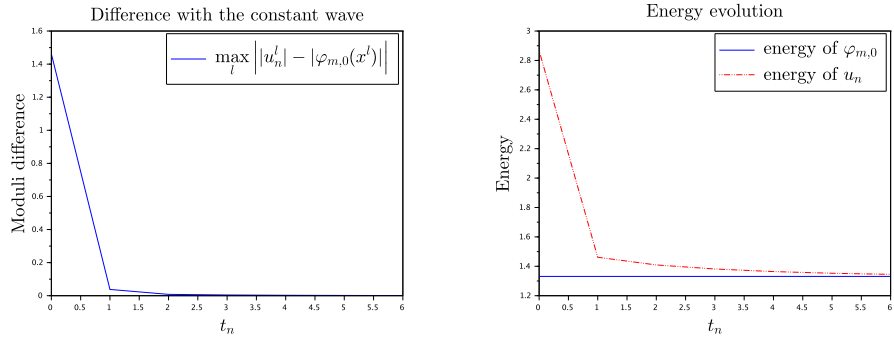 Difference with the constant wave
max_l ||u_n^l| − |φ_{m,0}(x^l)||
Moduli difference
1.6
1.4
1.2
1
0.8
0.6
0.4
0.2
0
0 0.5 1 1.5 2 2.5 3 3.5 4 4.5 5 5.5 6
t_n
Energy evolution
energy of φ_{m,0}
energy of u_n
Energy
3
2.8
2.6
2.4
2.2
2
1.8
1.6
1.4
1.2
0 0.5 1 1.5 2 2.5 3 3.5 4 4.5 5 5.5 6
t_n